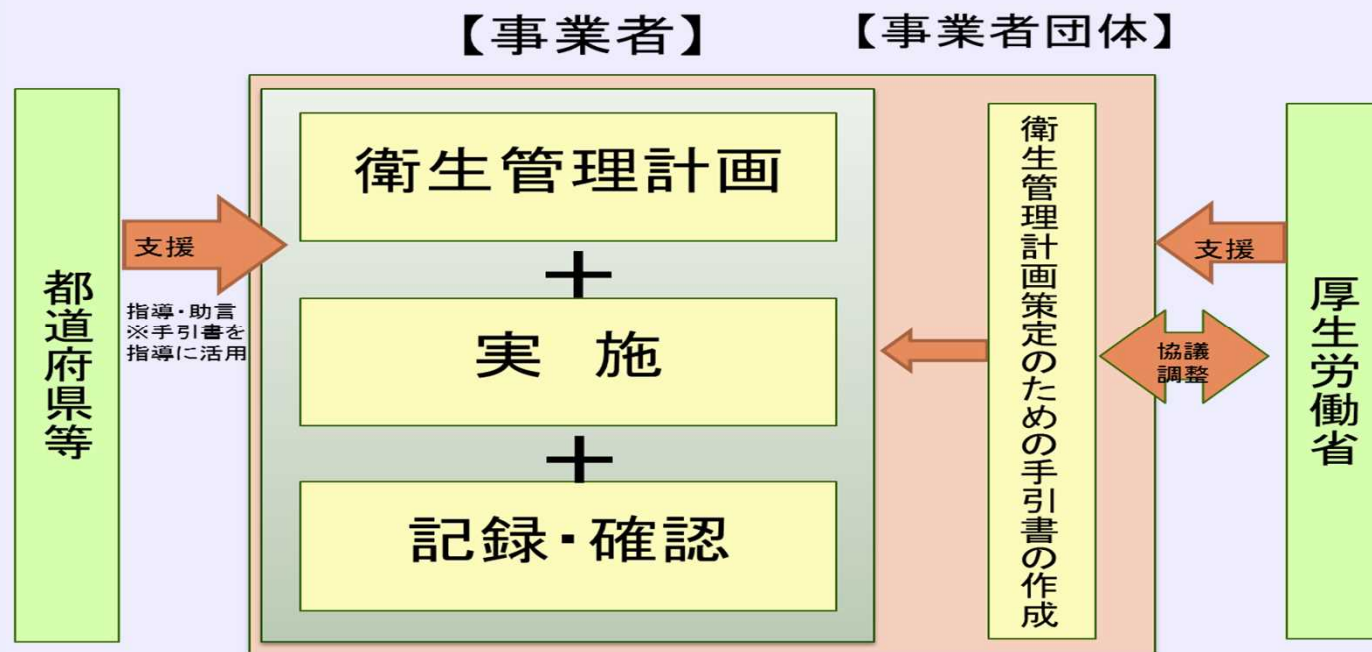 【事業者】
【事業者団体】
都道府県等
支援
指導・助言
※手引書を
指導に活用
衛生管理計画
＋
実 施
＋
記録・確認
衛生管理計画策定のための手引書の作成
支援
協議
調整
厚生労働省